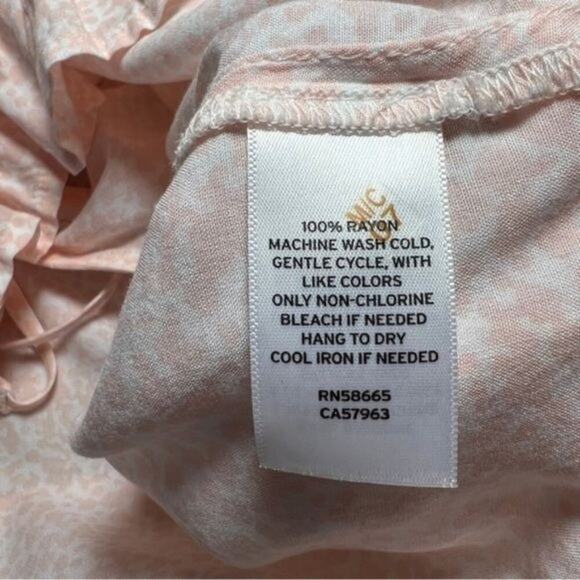 M/C
07
100% RAYON
MACHINE WASH COLD,
GENTLE CYCLE, WITH
LIKE COLORS
ONLY NON-CHLORINE
BLEACH IF NEEDED
HANG TO DRY
COOL IRON IF NEEDED
RN58665
CA57963